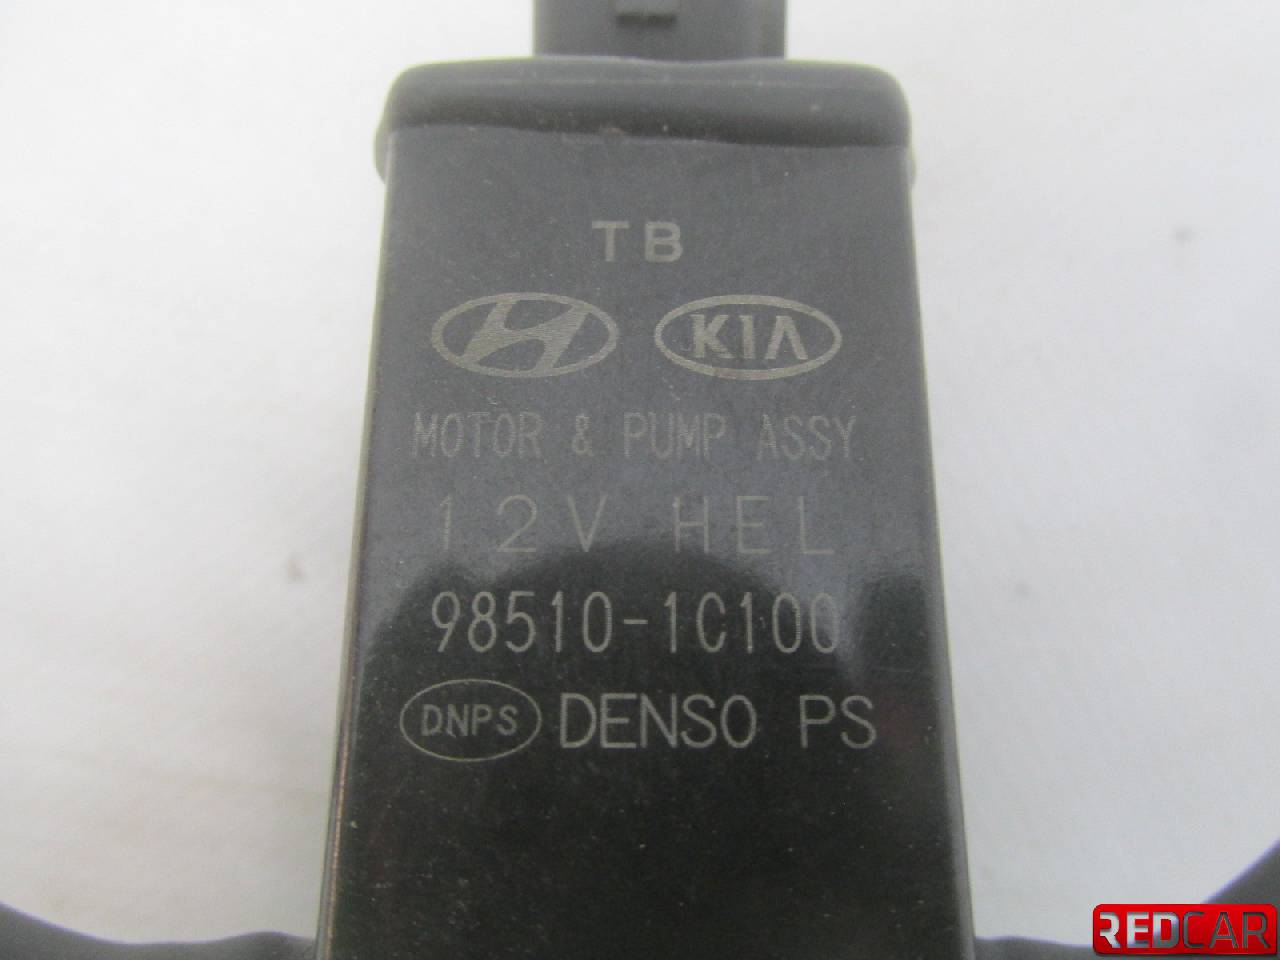 TB
KIA
MOTOR & PUMP ASSY
12V HEL
98510-1C100
DNPS DENSO PS
REDCAR